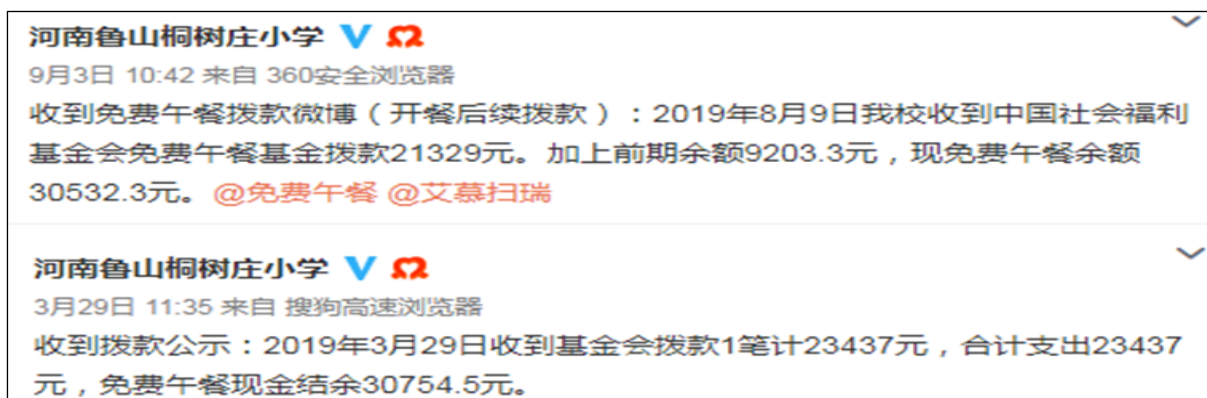 河南鲁山桐树庄小学 V
9月3日 10:42 来自 360安全浏览器
收到免费午餐拨款微博（开餐后续拨款）：2019年8月9日我校收到中国社会福利
基金会免费午餐基金拨款21329元。加上前期余额9203.3元，现免费午餐余额
30532.3元。@免费午餐 @艾慕扫瑞
河南鲁山桐树庄小学 V
3月29日 11:35 来自 搜狗高速浏览器
收到拨款公示：2019年3月29日收到基金会拨款1笔计23437元，合计支出23437
元，免费午餐现金结余30754.5元。